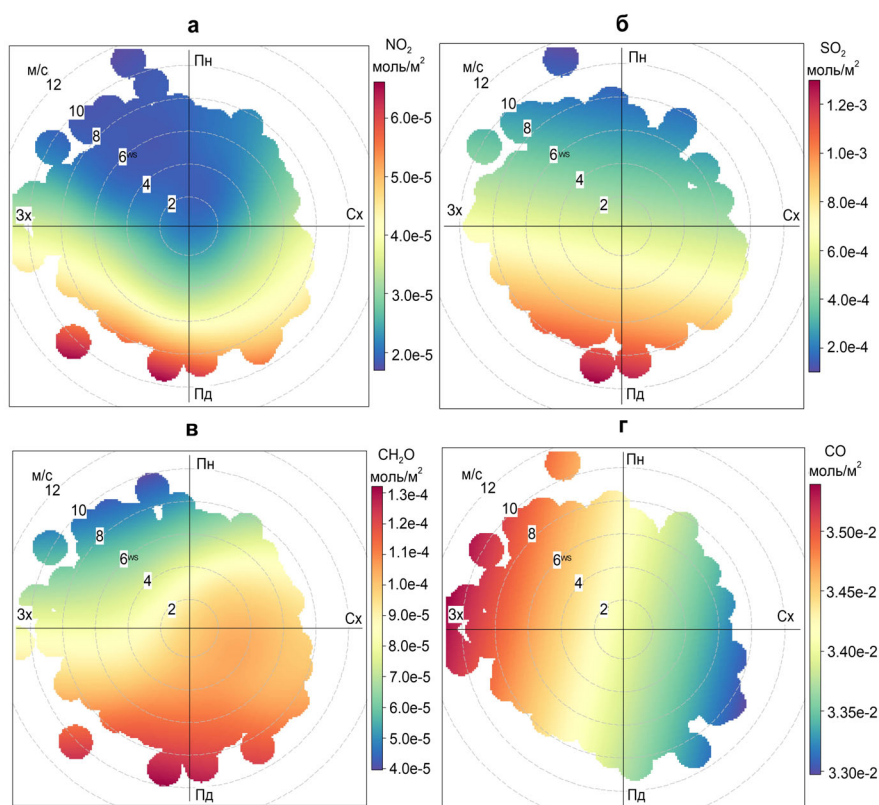 а
NO2
моль/м2
м/с
12
10
8
6ws
4
2
Пн
Зх
Сх
Пд
6.0e-5
5.0e-5
4.0e-5
3.0e-5
2.0e-5
б
SO2
моль/м2
м/с
12
10
8
6ws
4
2
Пн
Зх
Сх
Пд
1.2e-3
1.0e-3
8.0e-4
6.0e-4
4.0e-4
2.0e-4
в
CH2O
моль/м2
м/с
12
10
8
6ws
4
2
Пн
Зх
Сх
Пд
1.3e-4
1.2e-4
1.1e-4
1.0e-4
9.0e-5
8.0e-5
7.0e-5
6.0e-5
5.0e-5
4.0e-5
г
CO
моль/м2
м/с
12
10
8
6ws
4
2
Пн
Зх
Сх
Пд
3.50e-2
3.45e-2
3.40e-2
3.35e-2
3.30e-2